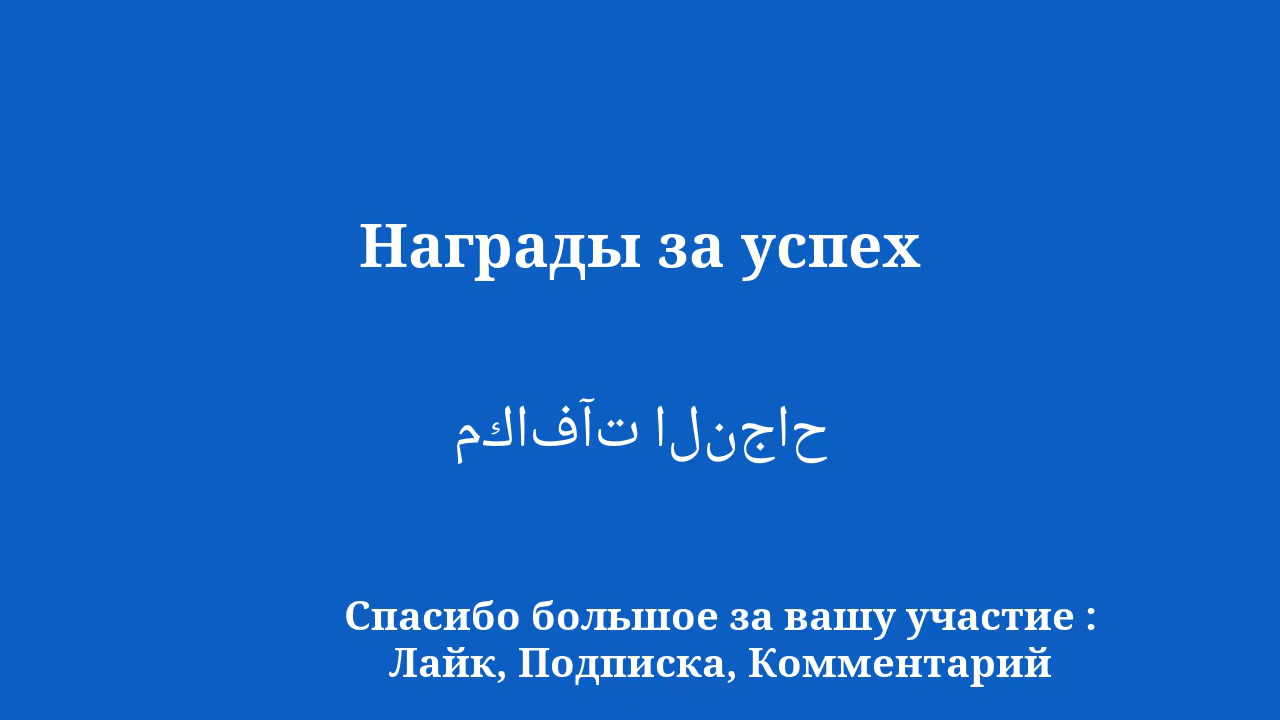 Награды за успех
مكافآت النجاح
Спасибо большое за вашу участие :
Лайк, Подписка, Комментарий